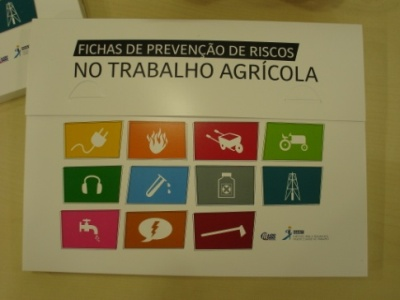 FICHAS DE PREVENÇÃO DE RISCOS
NO TRABALHO AGRÍCOLA